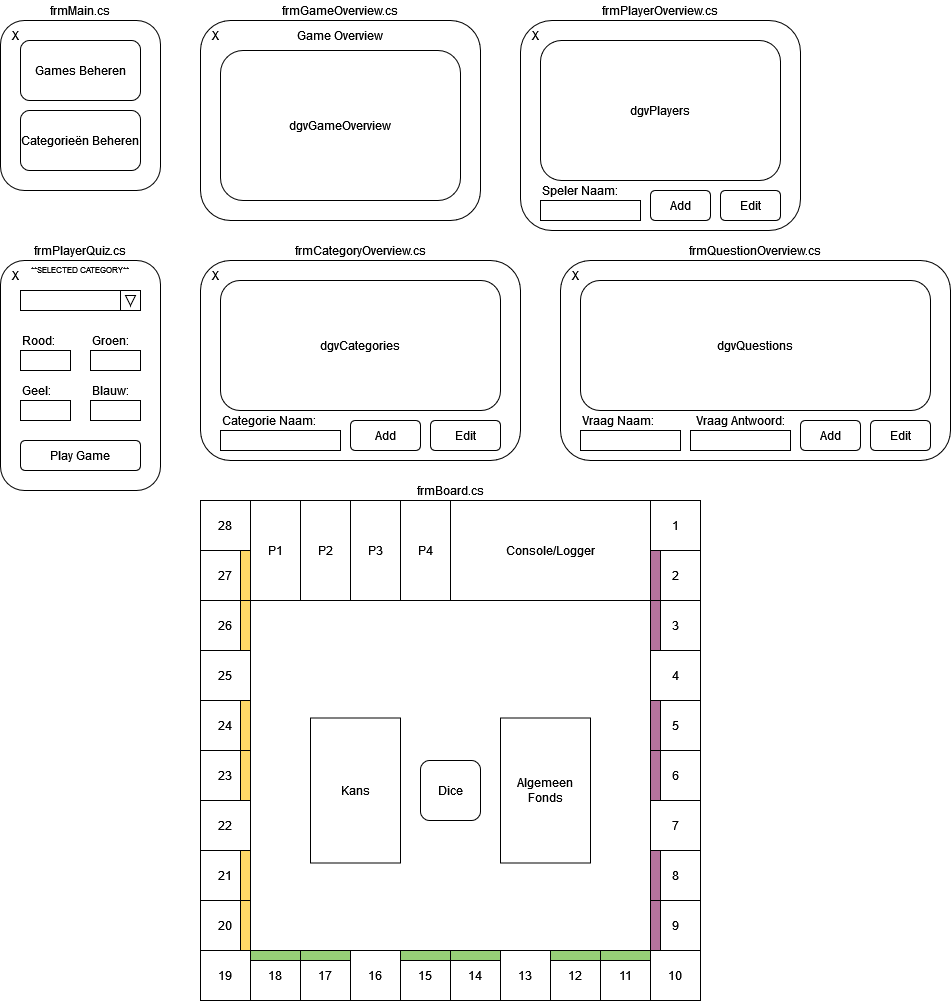 frmMain.cs
X
Games Beheren
Categorieën Beheren
frmGameOverview.cs
X
Game Overview
dgvGameOverview
frmPlayerOverview.cs
X
dgvPlayers
Speler Naam:
Add
Edit
frmPlayerQuiz.cs
X
**SELECTED CATEGORY**
Rood:
Groen:
Geel:
Blauw:
Play Game
frmCategoryOverview.cs
X
dgvCategories
Categorie Naam:
Add
Edit
frmQuestionOverview.cs
X
dgvQuestions
Vraag Naam:
Vraag Antwoord:
Add
Edit
frmBoard.cs
28
P1
P2
P3
P4
Console/Logger
1
27
2
26
3
25
4
24
5
23
6
Kans
Dice
Algemeen
Fonds
22
7
21
8
20
9
19
18
17
16
15
14
13
12
11
10